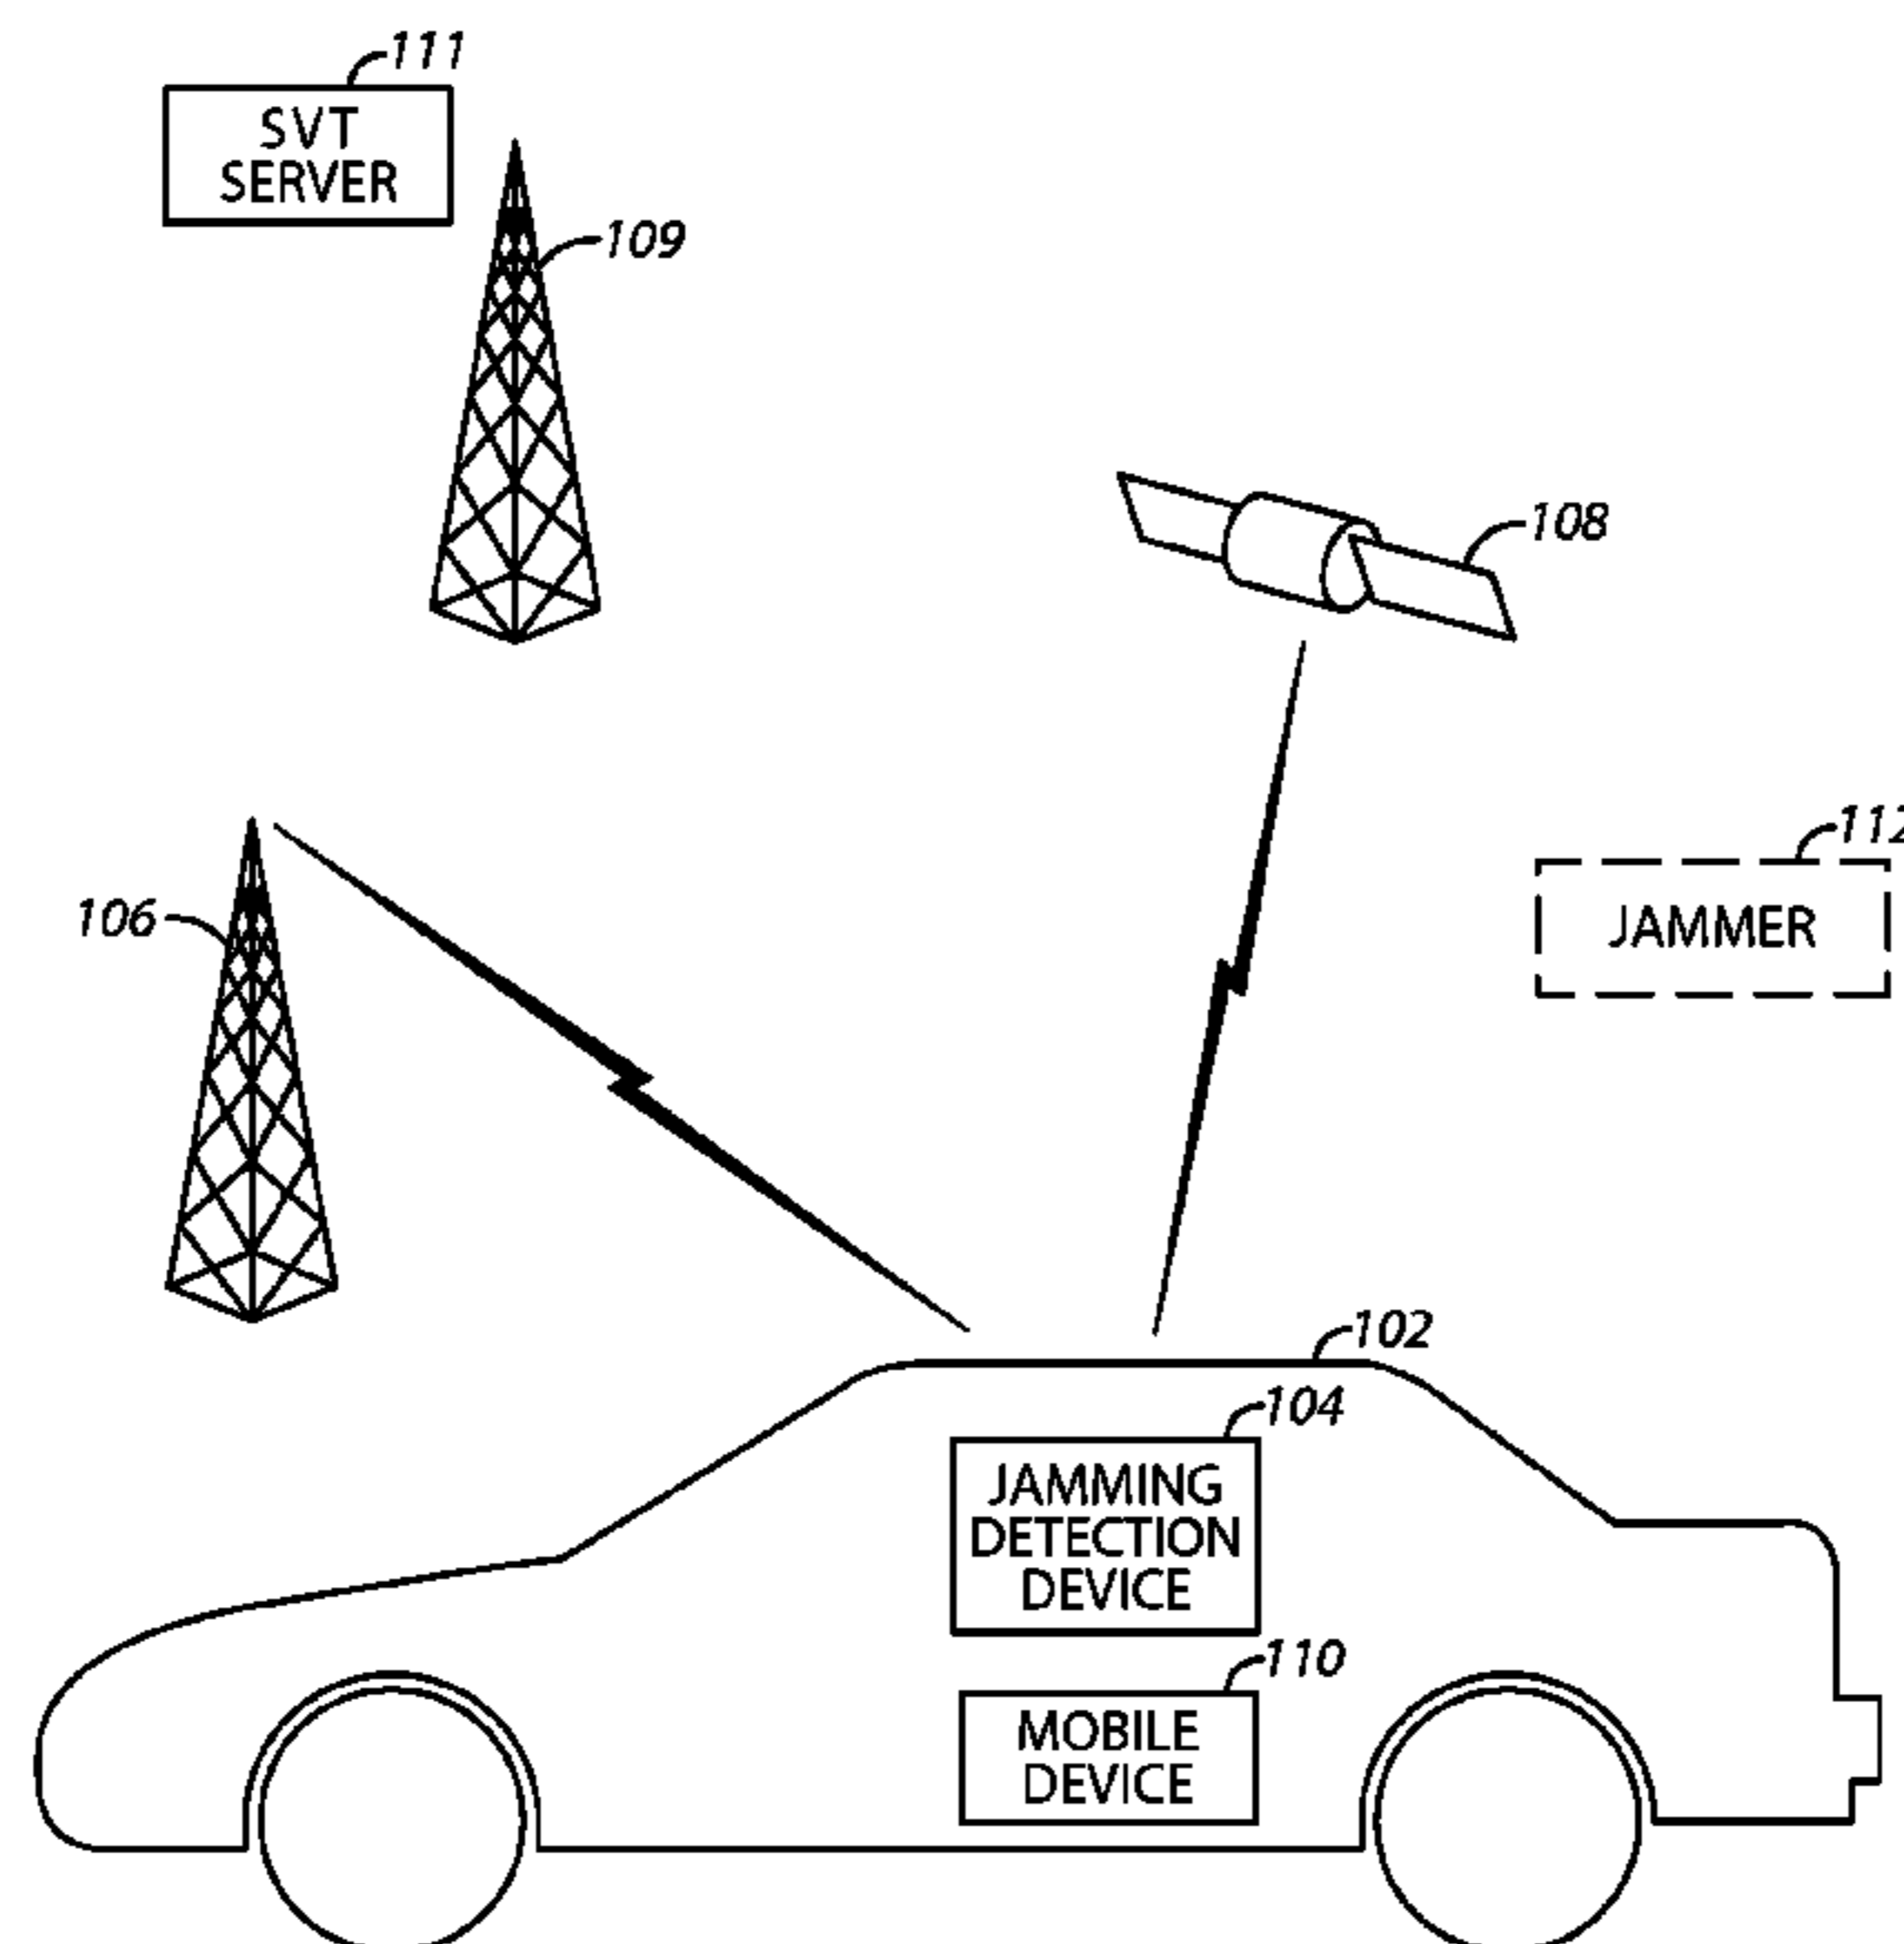 111
SVT
SERVER
109
108
112
JAMMER
106
102
104
JAMMING
DETECTION
DEVICE
110
MOBILE
DEVICE